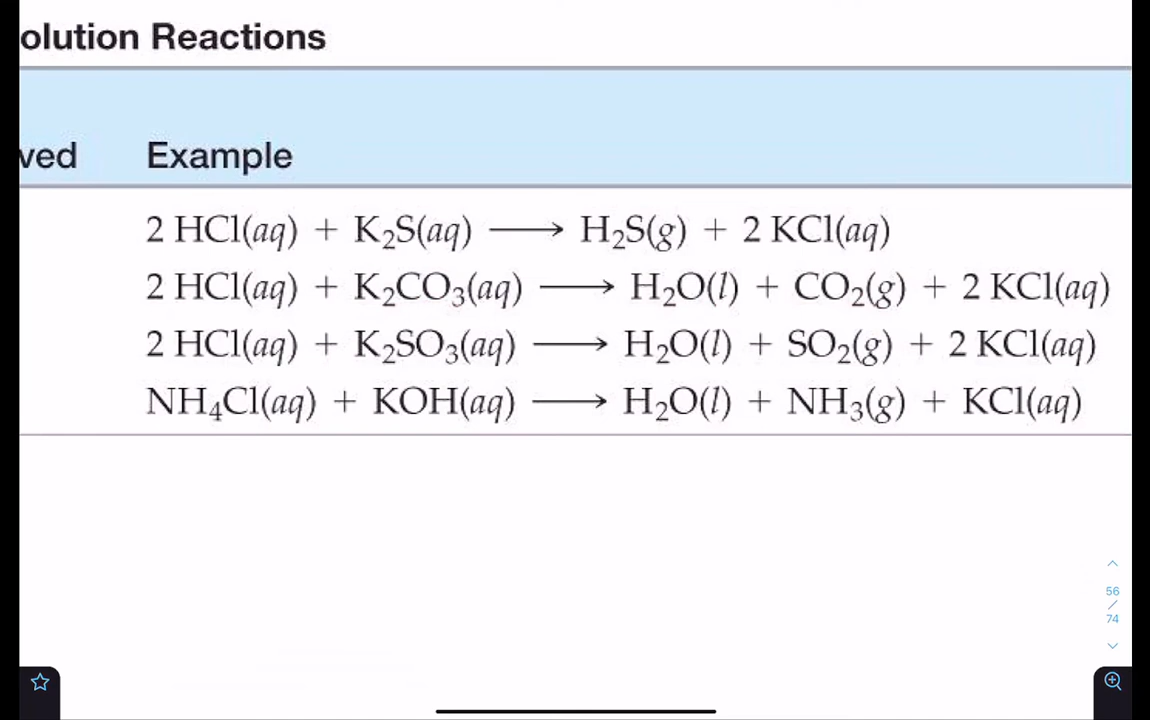 olution Reactions
ved Example
2 HCl(aq) + K₂S(aq) ⟶ H₂S(g) + 2 KCl(aq)
2 HCl(aq) + K₂CO₃(aq) ⟶ H₂O(l) + CO₂(g) + 2 KCl(aq)
2 HCl(aq) + K₂SO₃(aq) ⟶ H₂O(l) + SO₂(g) + 2 KCl(aq)
NH₄Cl(aq) + KOH(aq) ⟶ H₂O(l) + NH₃(g) + KCl(aq)
56
/
74